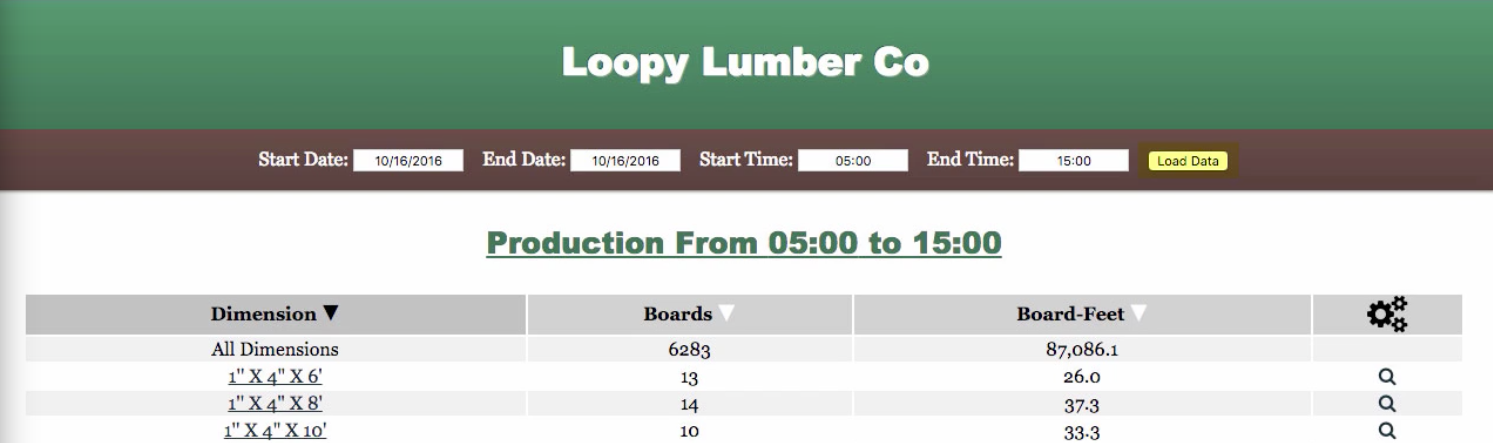 Loopy Lumber Co
Start Date: 10/16/2016 End Date: 10/16/2016 Start Time: 05:00 End Time: 15:00 Load Data
Production From 05:00 to 15:00
Dimension ▼ Boards ▼ Board-Feet ▼
All Dimensions 6283 87,086.1
1" X 4" X 6' 13 26.0
1" X 4" X 8' 14 37.3
1" X 4" X 10' 10 33.3